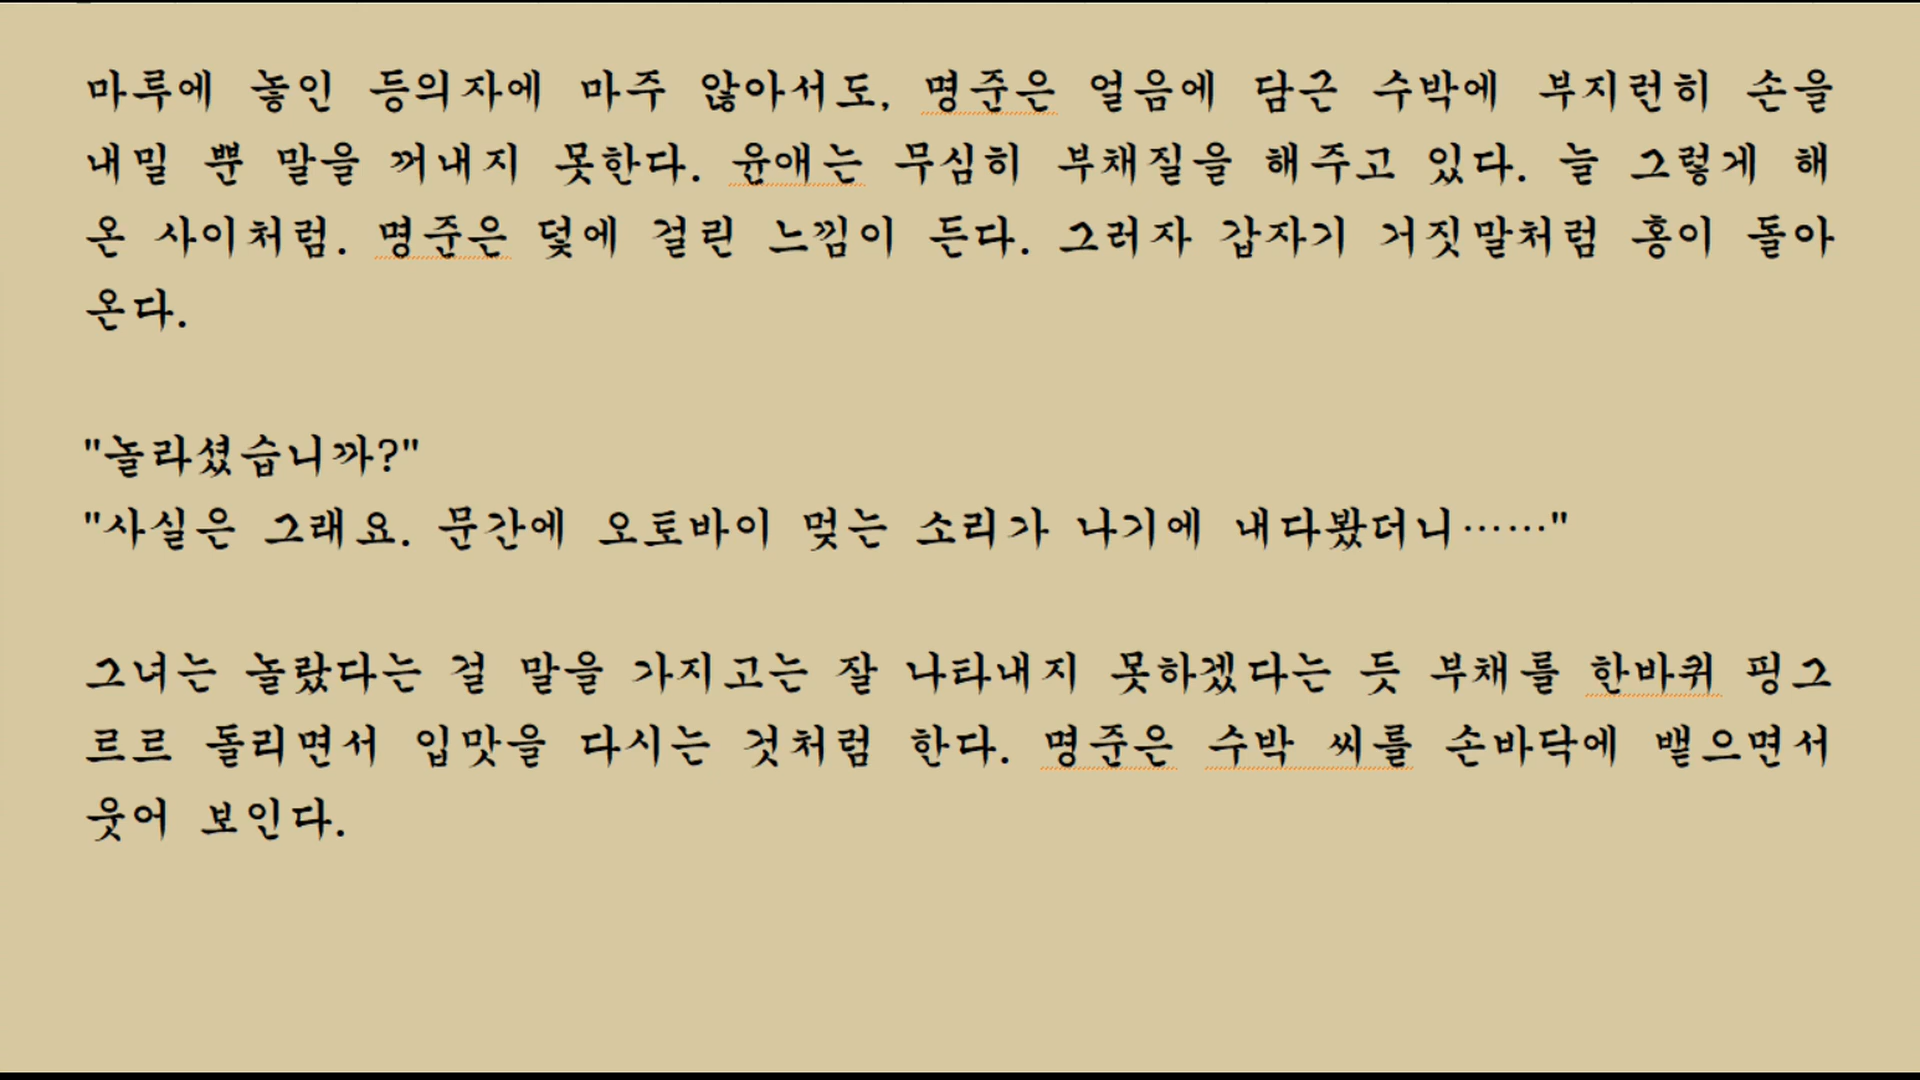 마루에 놓인 등의자에 마주 않아서도, 명준은 얼음에 담근 수박에 부지런히 손을
내밀 뿐 말을 꺼내지 못한다. 윤애는 무심히 부채질을 해주고 있다. 늘 그렇게 해
온 사이처럼. 명준은 덫에 걸린 느낌이 든다. 그러자 갑자기 거짓말처럼 홍이 돌아
온다.
"놀라셨습니까?"
"사실은 그래요. 문간에 오토바이 멎는 소리가 나기에 내다봤더니……"
그녀는 놀랐다는 걸 말을 가지고는 잘 나타내지 못하겠다는 듯 부채를 한바퀴 핑그
르르 돌리면서 입맛을 다시는 것처럼 한다. 명준은 수박 씨를 손바닥에 뱉으면서
웃어 보인다.